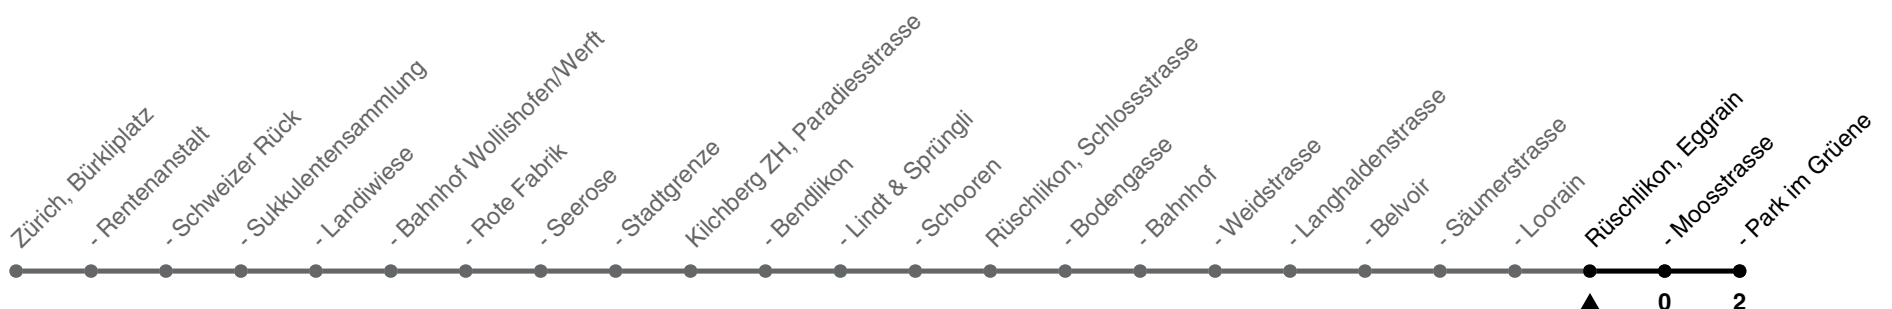 Zürich, Bürkliplatz
- Rentenanstalt
- Schweizer Rück
- Sukkulentensammlung
- Landiwiese
- Bahnhof Wollishofen/Werft
- Rote Fabrik
- Seerose
- Stadtgrenze
Kilchberg ZH, Paradiesstrasse
- Bendlikon
- Lindt & Sprüngli
- Schooren
Rüschlikon, Schlossstrasse
- Bodengasse
- Bahnhof
- Weidstrasse
- Langhaldenstrasse
- Belvoir
- Säumerstrasse
- Loorain
Rüschlikon, Eggrain
- Moosstrasse
- Park im Grüene
0
2